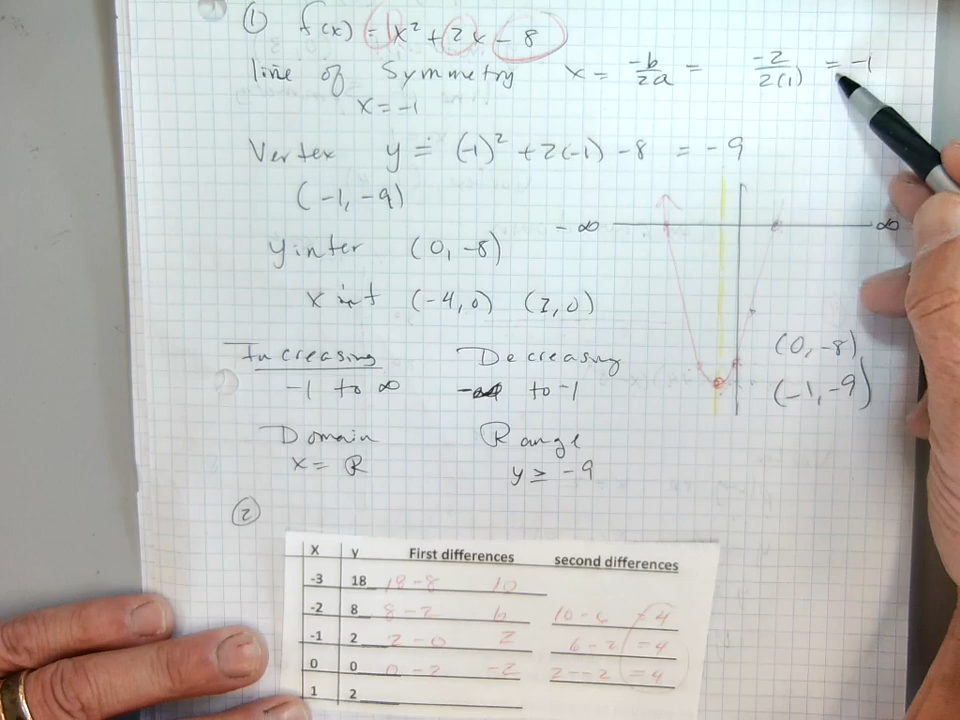 ① f(x) = 1x² + 2x - 8
line of Symmetry x = -b/2a = -2/2(1) = -1
x = -1
Vertex y = (-1)² + 2(-1) - 8 = -9
(-1, -9)
-∞ ∞
y inter (0, -8)
x int (-4, 0) (2, 0)
(0, -8)
Increasing Decreasing
-1 to ∞ -∞ to -1
(-1, -9)
Domain Range
x = ℝ y ≥ -9
②
x y First differences second differences
-3 18 18-8 10
-2 8 8-2 6 10-6 = 4
-1 2 2-0 2 6-2 = 4
0 0 0-2 -2 2--2 = 4
1 2